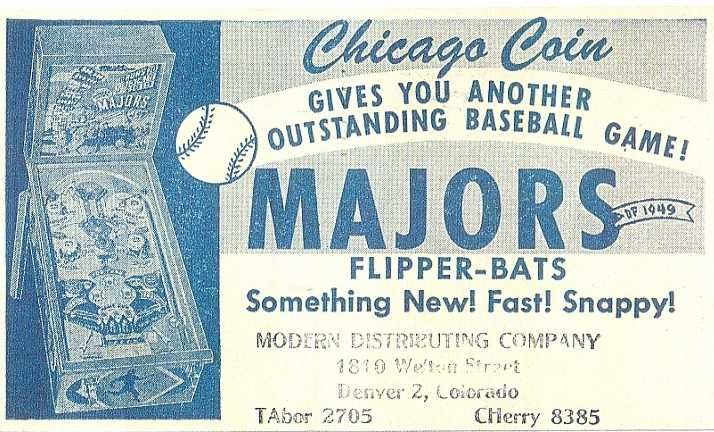 Chicago Coin
GIVES YOU ANOTHER
OUTSTANDING BASEBALL GAME!
MAJORS
OF 1949
FLIPPER-BATS
Something New! Fast! Snappy!
MODERN DISTRIBUTING COMPANY
1810 Welton Street
Denver 2, Colorado
TAbor 2705 CHerry 8385
MAJORS